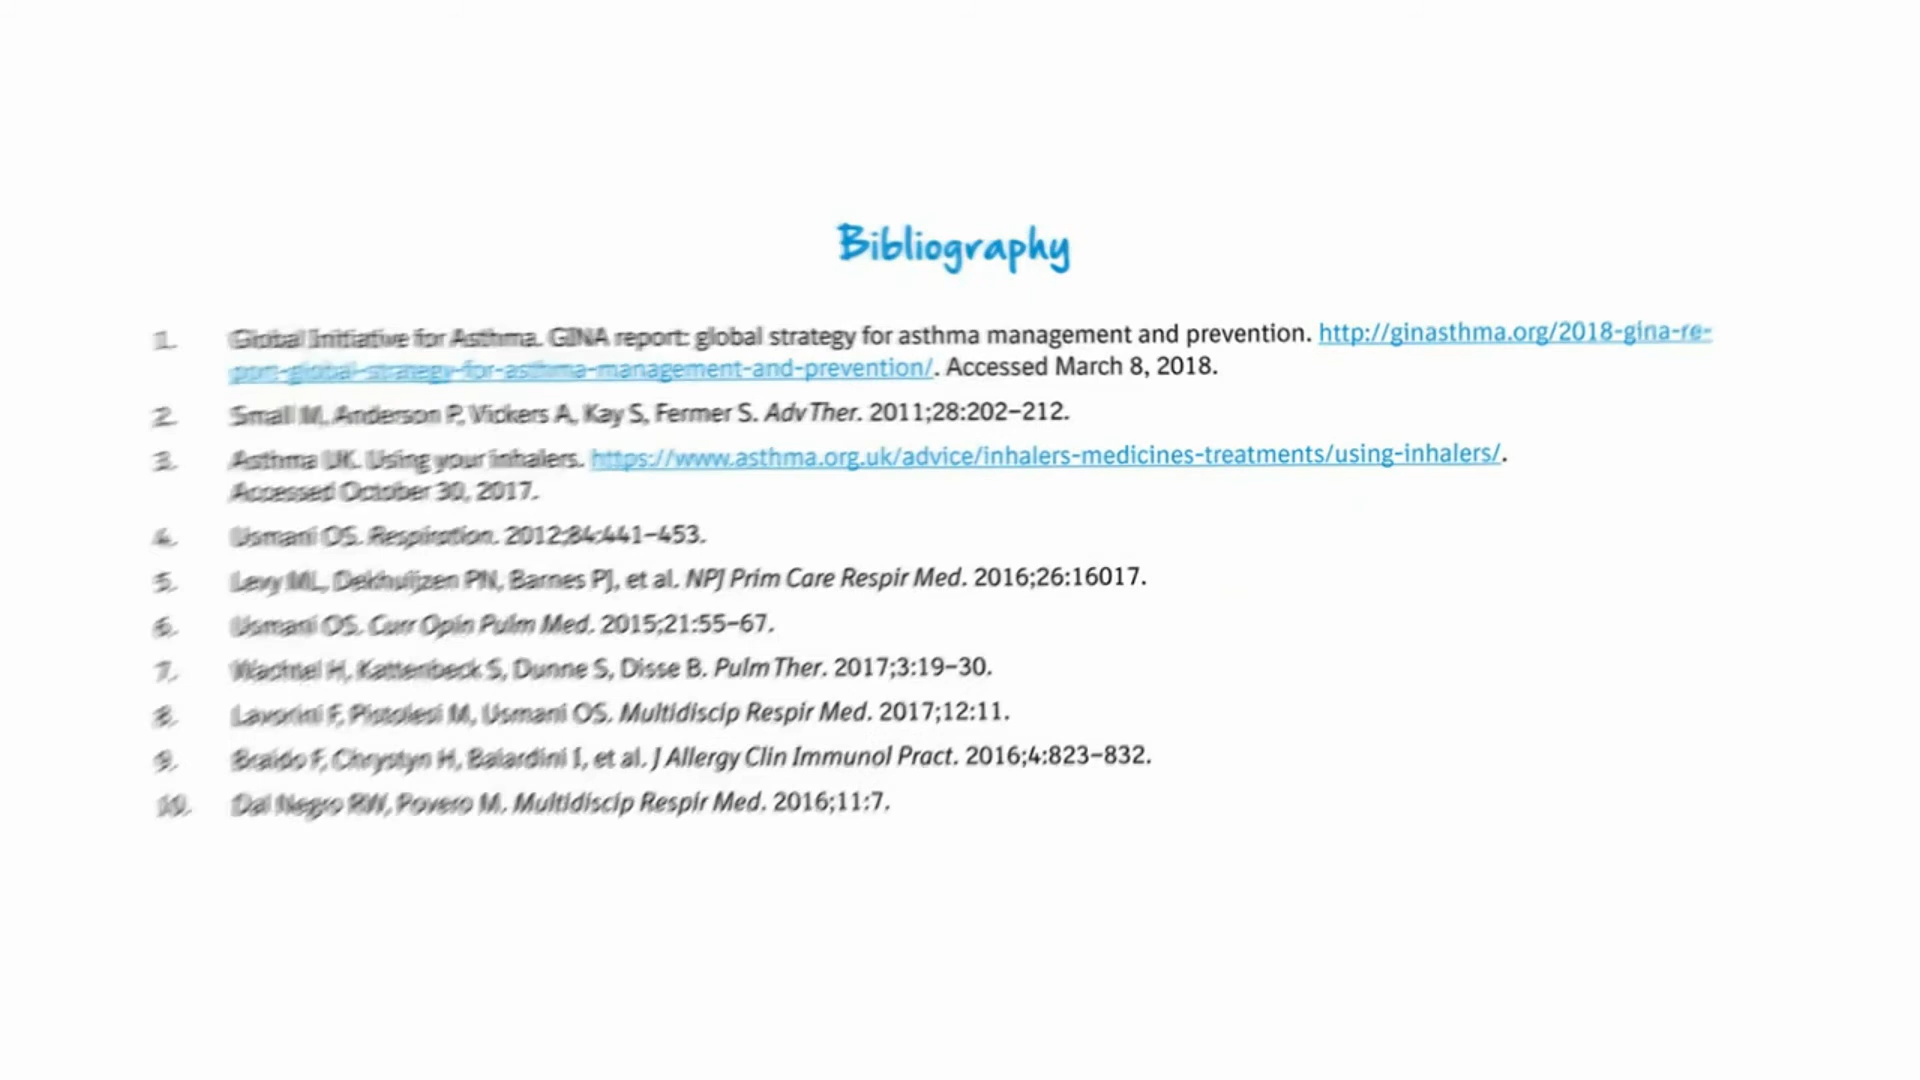 Bibliography
1. Global Initiative for Asthma. GINA report: global strategy for asthma management and prevention. http://ginasthma.org/2018-gina-re-
port-global-strategy-for-asthma-management-and-prevention/. Accessed March 8, 2018.
2. Small M, Anderson P, Vickers A, Kay S, Fermer S. Adv Ther. 2011;28:202–212.
3. Asthma UK. Using your inhalers. https://www.asthma.org.uk/advice/inhalers-medicines-treatments/using-inhalers/.
Accessed October 30, 2017.
4. Usmani OS. Respiration. 2012;84:441–453.
5. Levy ML, Dekhuijzen PN, Barnes PJ, et al. NPJ Prim Care Respir Med. 2016;26:16017.
6. Usmani OS. Curr Opin Pulm Med. 2015;21:55–67.
7. Wachtel H, Kattenbeck S, Dunne S, Disse B. Pulm Ther. 2017;3:19–30.
8. Lavorini F, Pistolesi M, Usmani OS. Multidiscip Respir Med. 2017;12:11.
9. Braido F, Chrystyn H, Baiardini I, et al. J Allergy Clin Immunol Pract. 2016;4:823–832.
10. Dal Negro RW, Povero M. Multidiscip Respir Med. 2016;11:7.